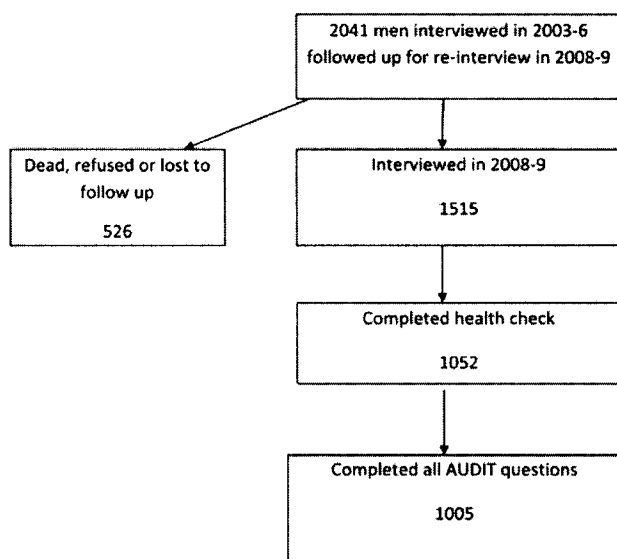 2041 men interviewed in 2003-6
followed up for re-interview in 2008-9
Dead, refused or lost to
follow up
526
Interviewed in 2008-9
1515
Completed health check
1052
Completed all AUDIT questions
1005